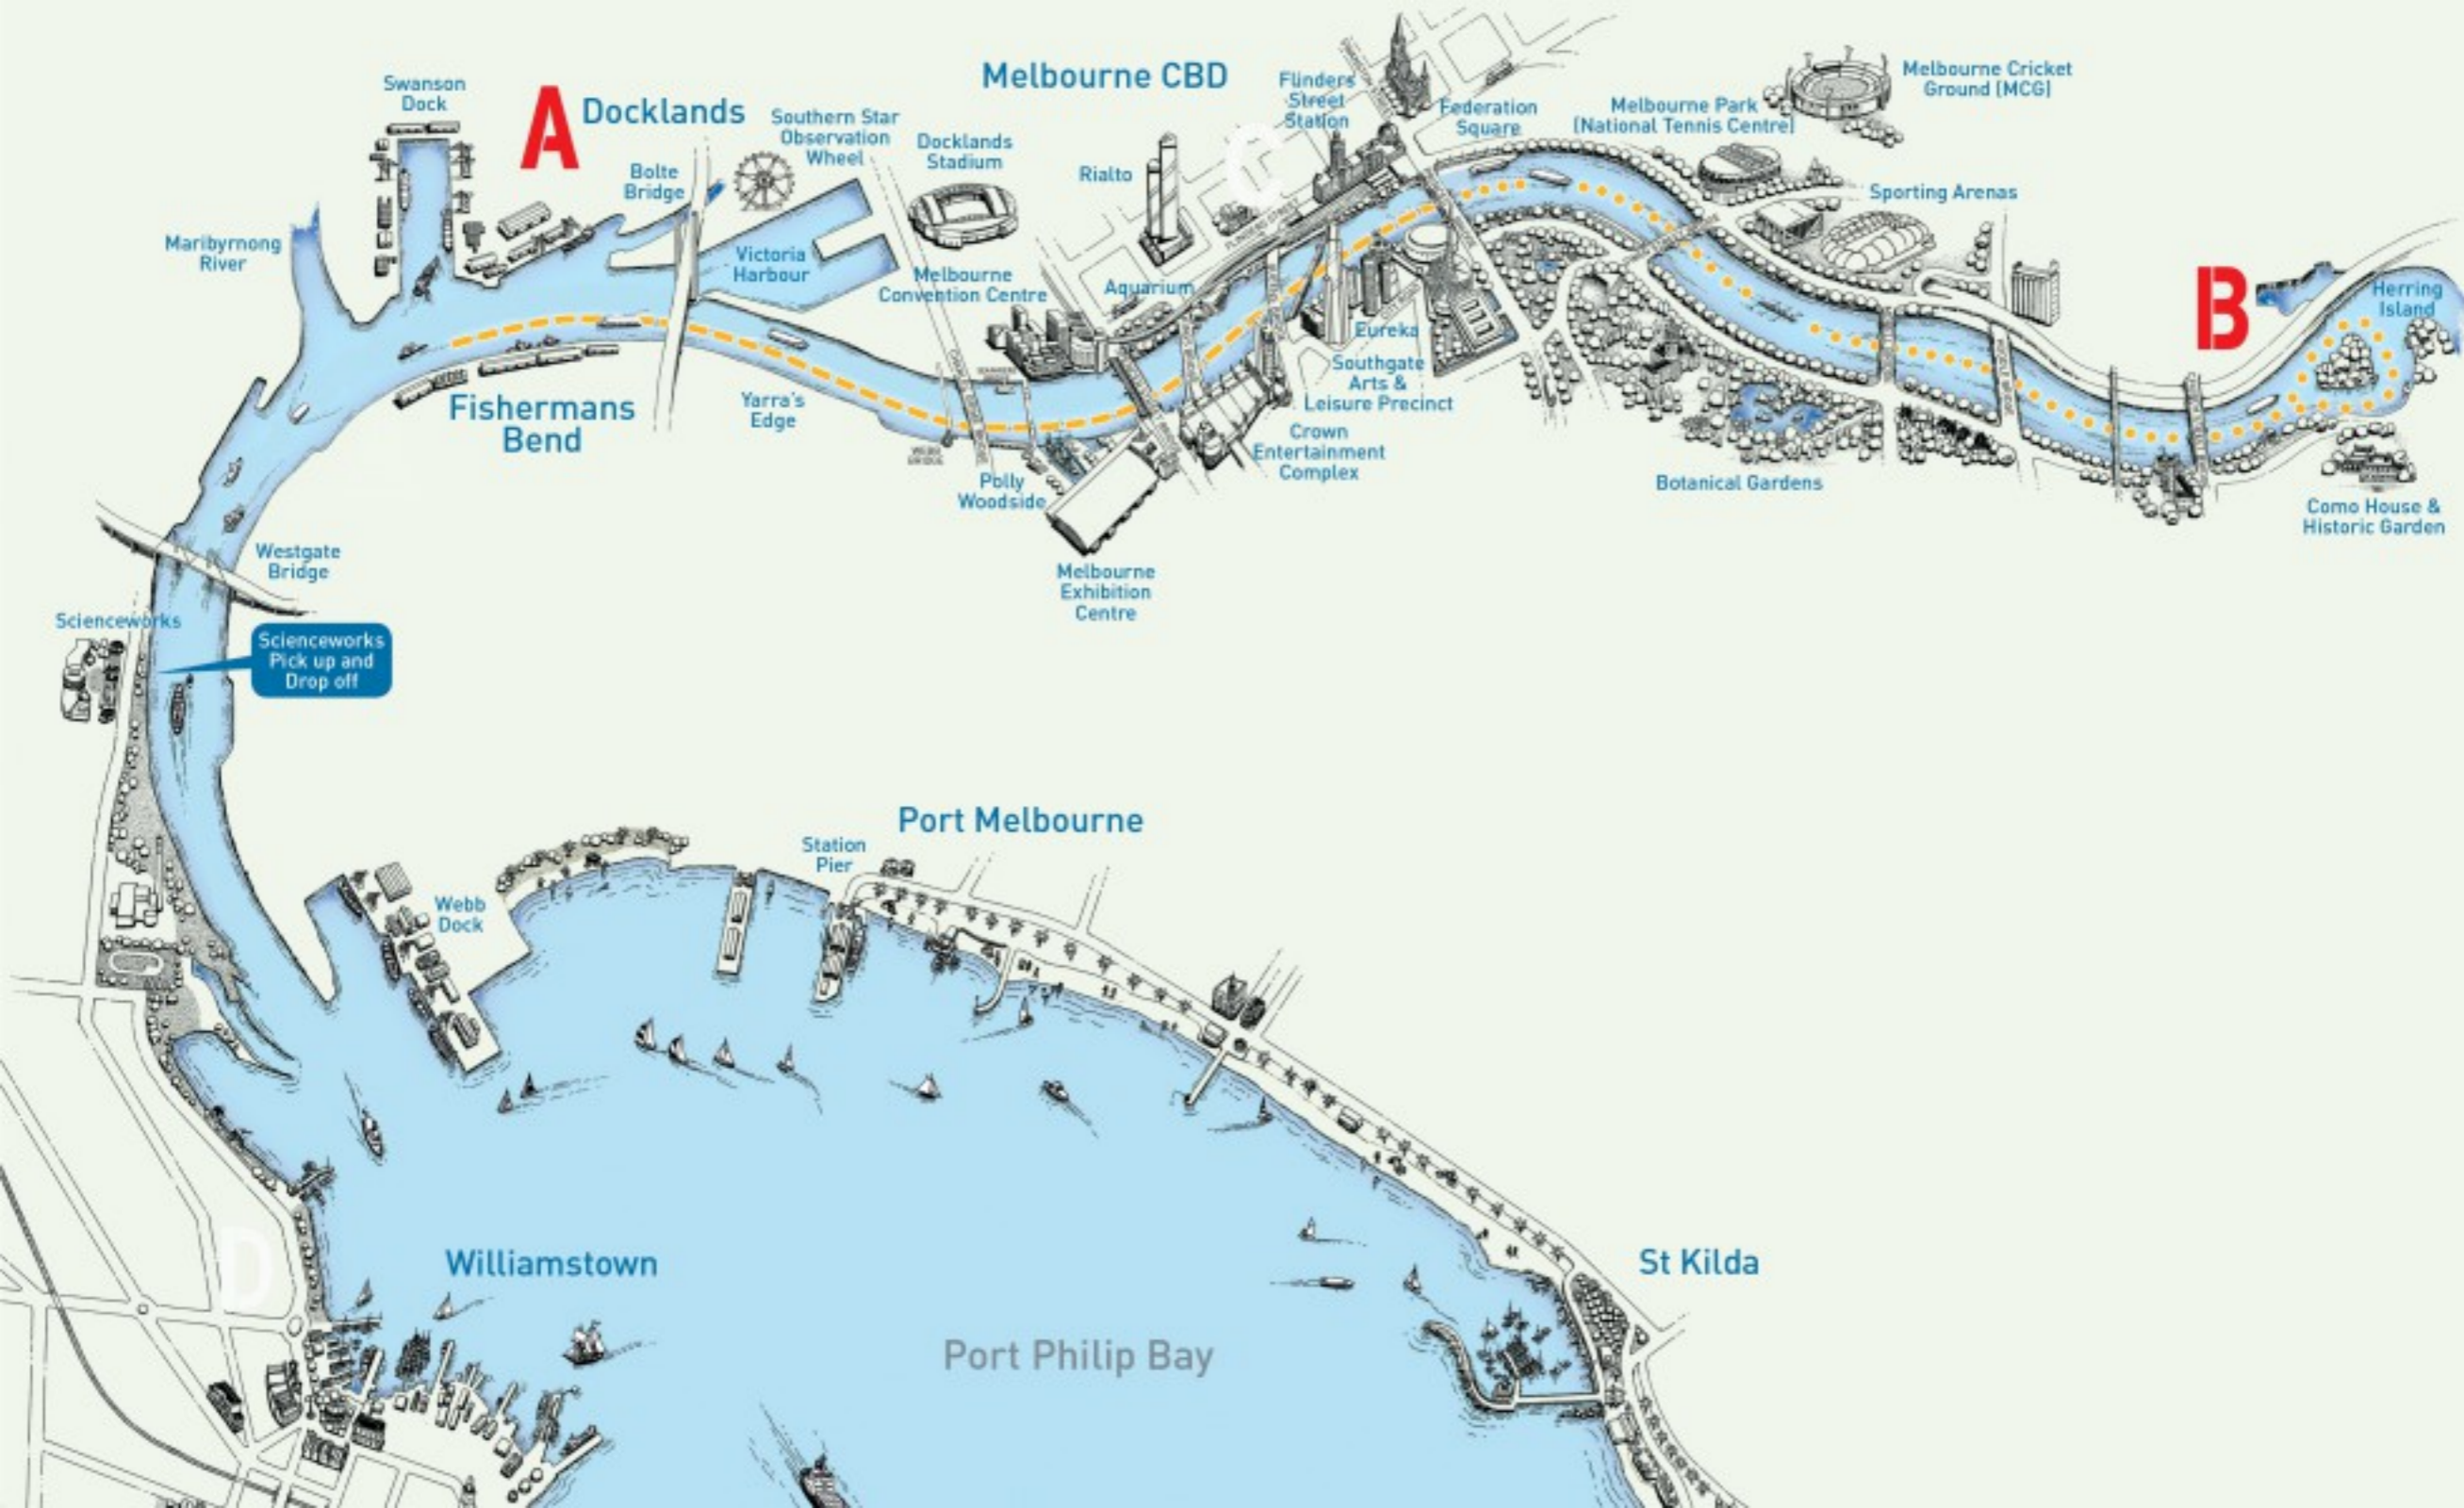 Swanson
Dock
A
Docklands
Southern Star
Observation
Wheel
Docklands
Stadium
Melbourne CBD
Flinders
Street
Station
C
Federation
Square
Melbourne Park
(National Tennis Centre)
Melbourne Cricket
Ground (MCG)
Sporting Arenas
Maribyrnong
River
Bolte
Bridge
Victoria
Harbour
Rialto
Melbourne
Convention Centre
Aquarium
FLINDERS STREET
Eureka
Southgate
Arts &
Leisure Precinct
B
Herring
Island
Fishermans
Bend
Yarra's
Edge
WEBB
BRIDGE
Polly
Woodside
Crown
Entertainment
Complex
Botanical Gardens
Como House &
Historic Garden
Melbourne
Exhibition
Centre
Westgate
Bridge
Scienceworks
Scienceworks
Pick up and
Drop off
Port Melbourne
Station
Pier
Webb
Dock
D
Williamstown
St Kilda
Port Philip Bay